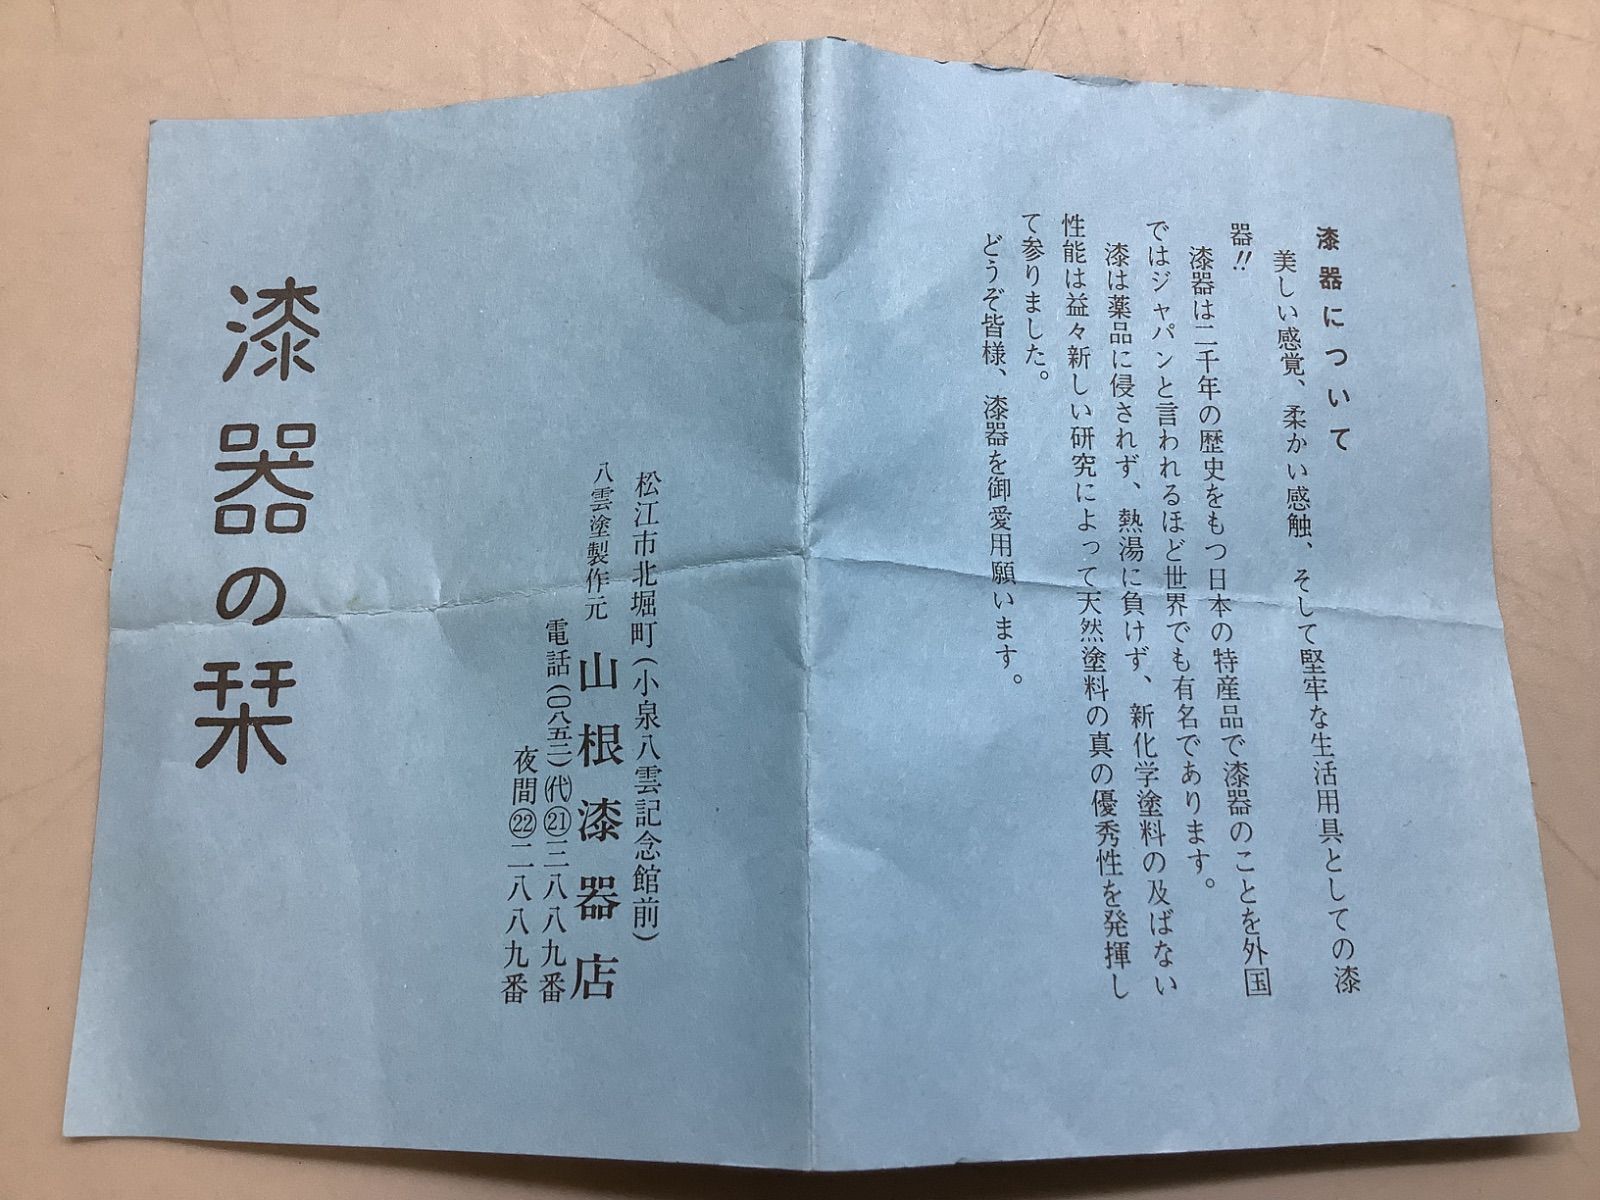 漆器について
美しい感覚、柔かい感触、そして堅牢な生活用具としての漆
器!!
漆器は二千年の歴史をもつ日本の特産品で漆器のことを外国
ではジャパンと言われるほど世界でも有名であります。
漆は薬品に侵されず、熱湯に負けず、新化学塗料の及ばない
性能は益々新しい研究によって天然塗料の真の優秀性を発揮し
て参りました。
どうぞ皆様、漆器を御愛用願います。
松江市北堀町(小泉八雲記念館前)
八雲塗製作元 山根漆器店
電話(〇八五二)(代)㉑三八八九番
夜間㉒二八八九番
漆器の栞